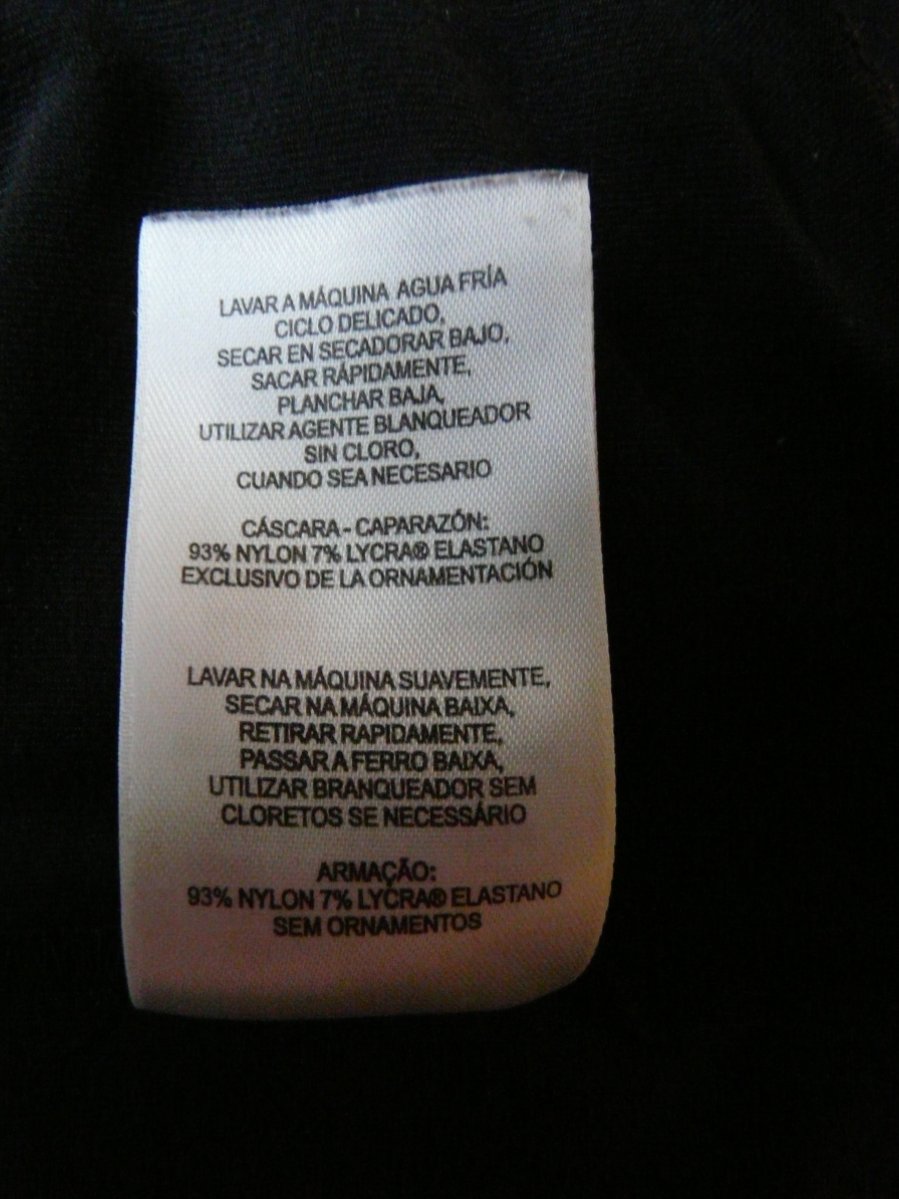 LAVAR A MÁQUINA AGUA FRÍA
CICLO DELICADO,
SECAR EN SECADORAR BAJO,
SACAR RÁPIDAMENTE,
PLANCHAR BAJA,
UTILIZAR AGENTE BLANQUEADOR
SIN CLORO,
CUANDO SEA NECESARIO
CÁSCARA - CAPARAZÓN:
93% NYLON 7% LYCRA® ELASTANO
EXCLUSIVO DE LA ORNAMENTACIÓN
LAVAR NA MÁQUINA SUAVEMENTE,
SECAR NA MÁQUINA BAIXA,
RETIRAR RAPIDAMENTE,
PASSAR A FERRO BAIXA,
UTILIZAR BRANQUEADOR SEM
CLORETOS SE NECESSÁRIO
ARMAÇÃO:
93% NYLON 7% LYCRA® ELASTANO
SEM ORNAMENTOS